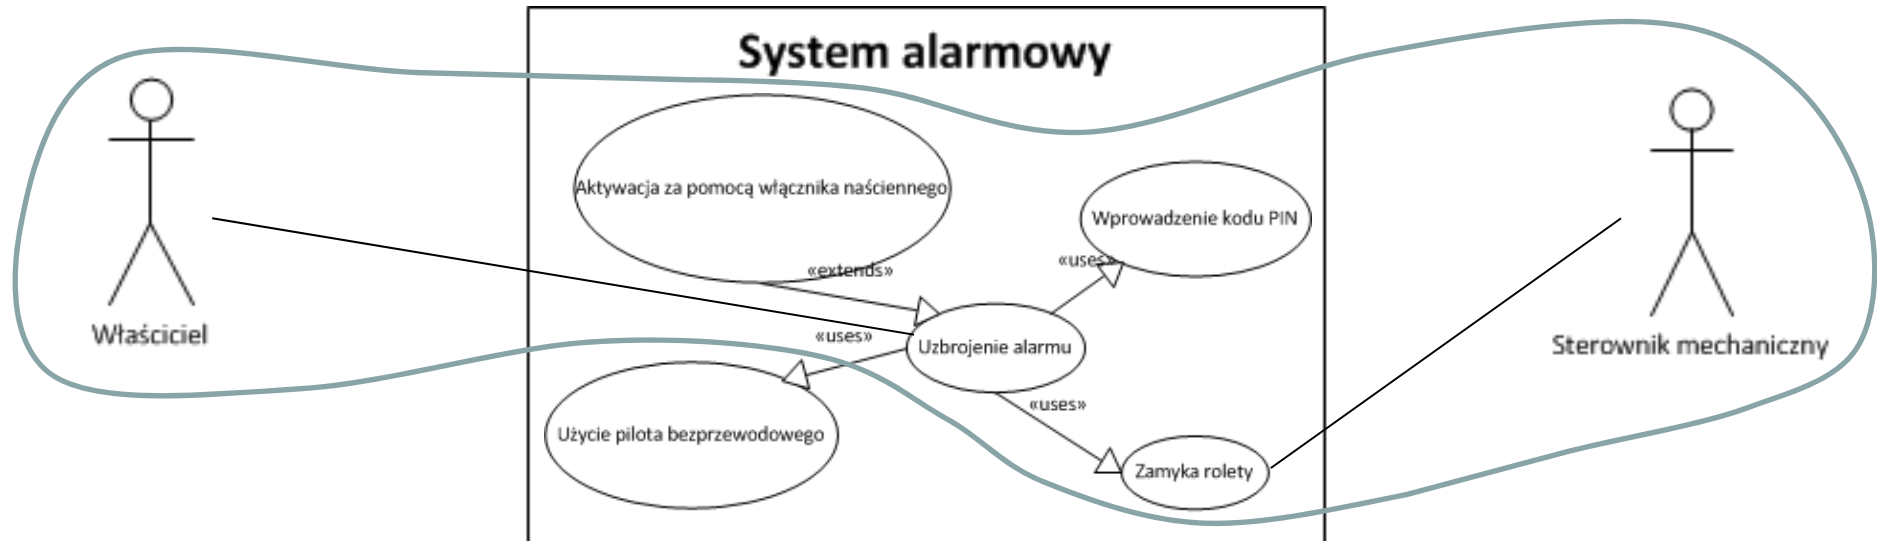 System alarmowy
Aktywacja za pomocą włącznika naściennego
Wprowadzenie kodu PIN
«uses»
«extends»
Właściciel
«uses»
Uzbrojenie alarmu
Sterownik mechaniczny
«uses»
Użycie pilota bezprzewodowego
Zamyka rolety